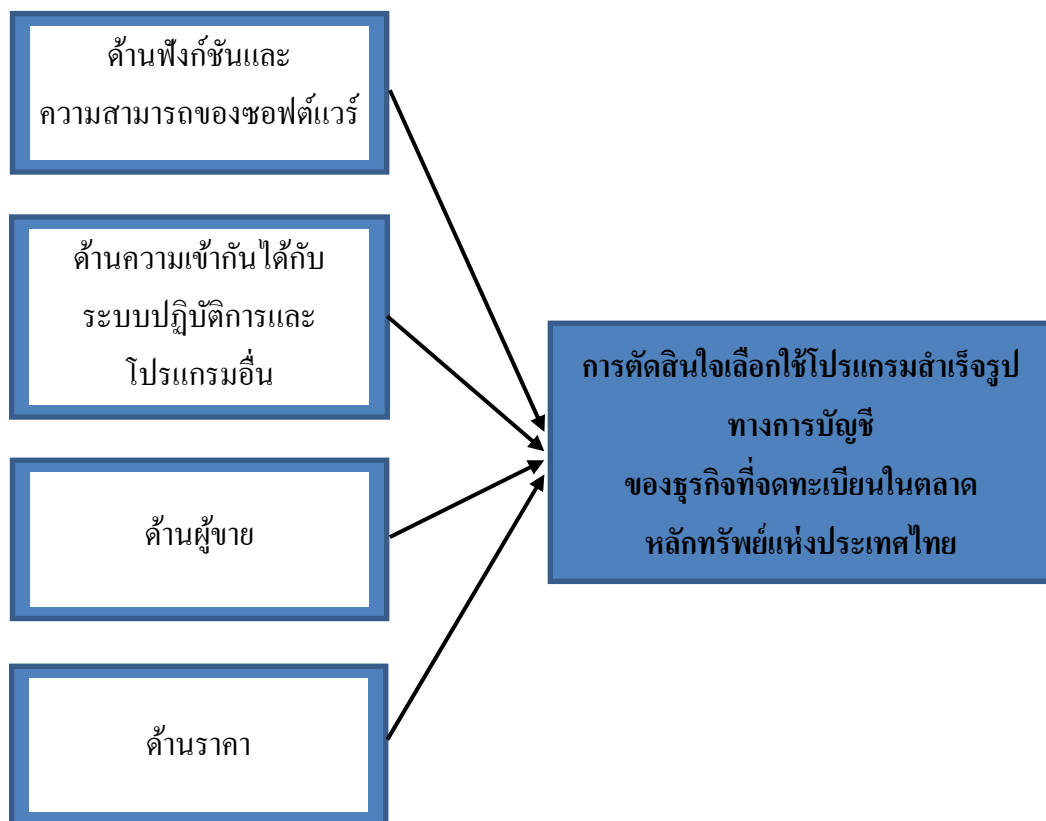 ด้านฟังก์ชันและ
ความสามารถของซอฟต์แวร์
ด้านความเข้ากันได้กับ
ระบบปฏิบัติการและ
โปรแกรมอื่น
ด้านผู้ขาย
ด้านราคา
การตัดสินใจเลือกใช้โปรแกรมสำเร็จรูป
ทางการบัญชี
ของธุรกิจที่จดทะเบียนในตลาด
หลักทรัพย์แห่งประเทศไทย